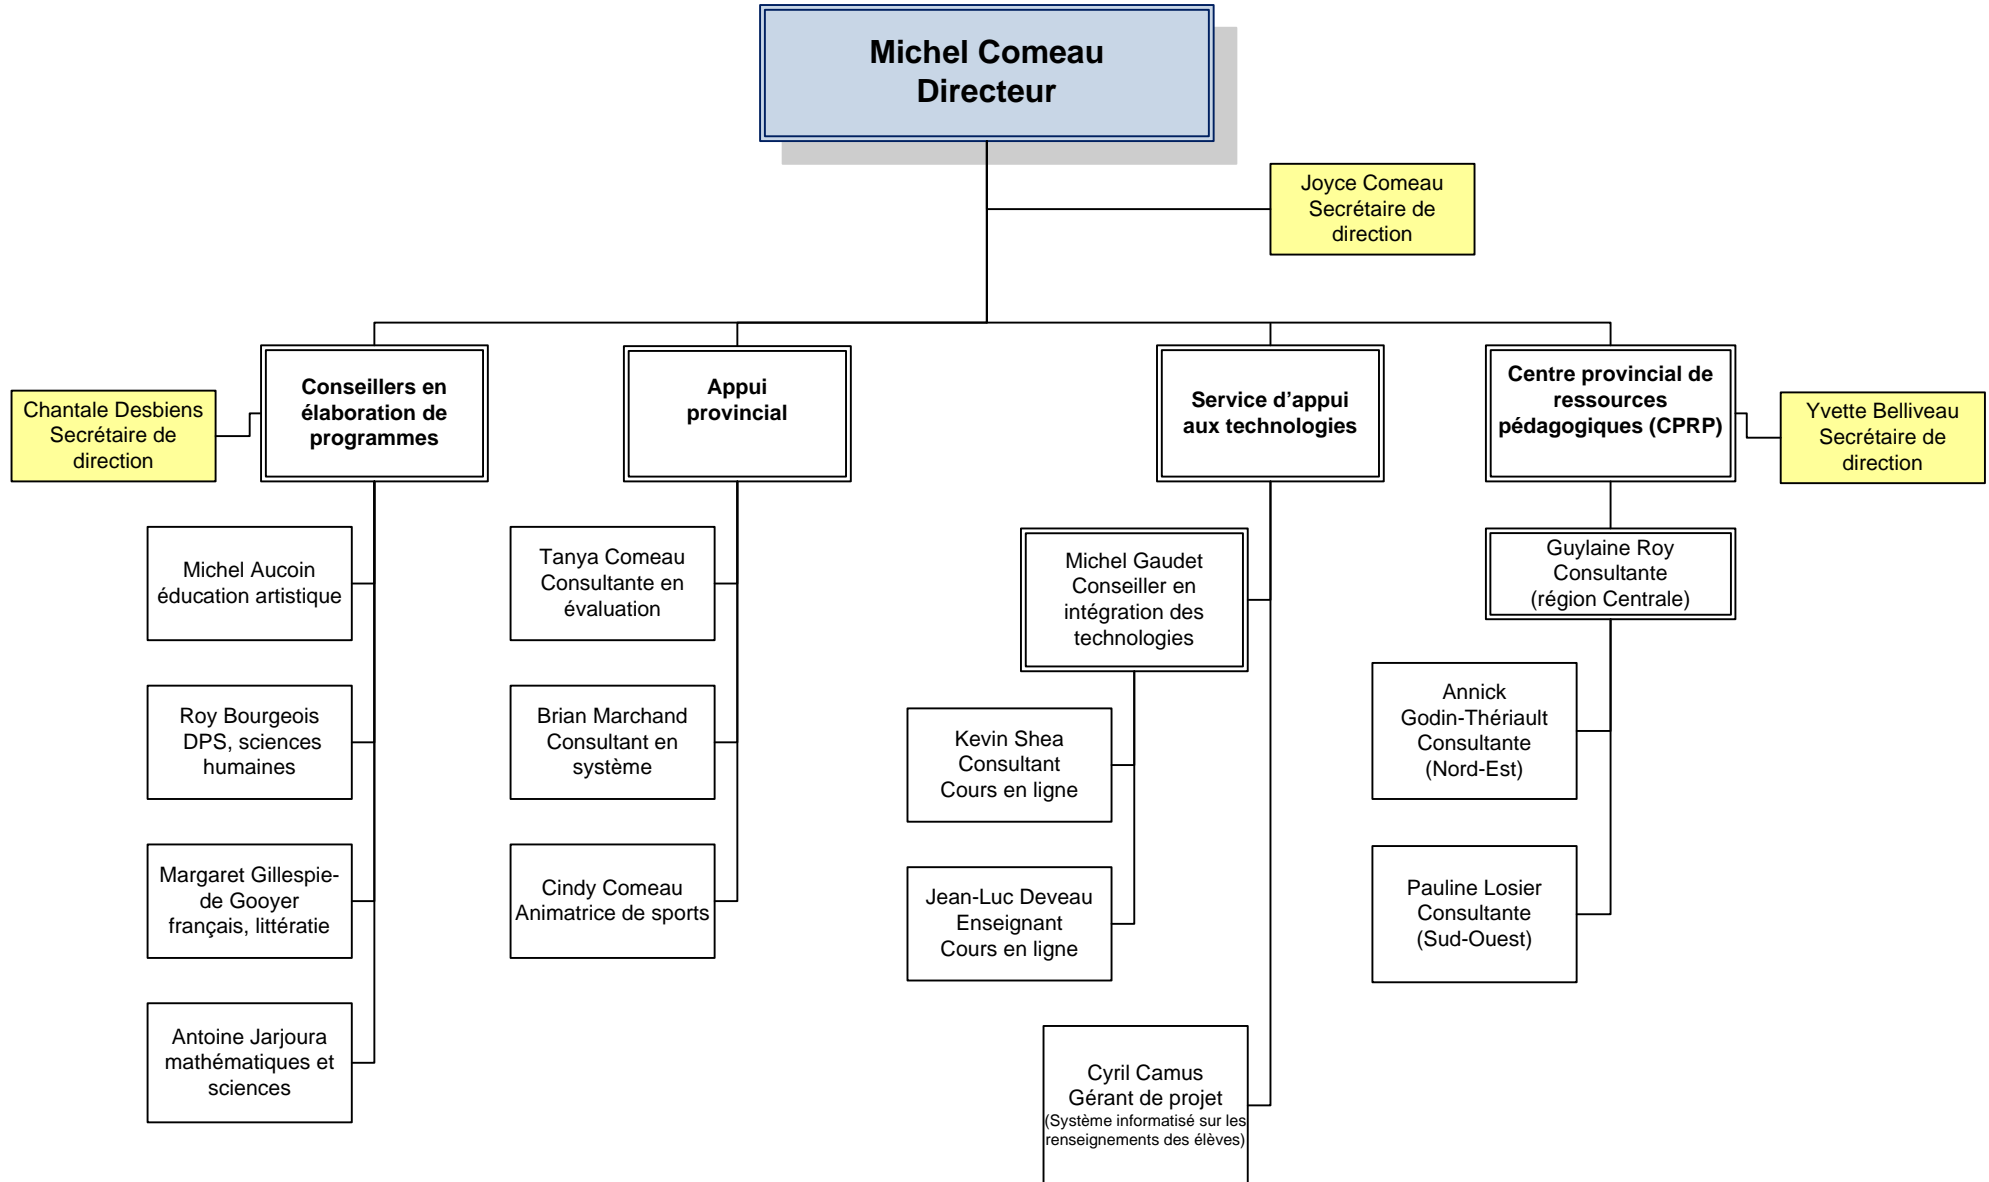 Michel Comeau
Directeur
Joyce Comeau
Secrétaire de
direction
Chantale Desbiens
Secrétaire de
direction
Conseillers en
élaboration de
programmes
Appui
provincial
Service d’appui
aux technologies
Centre provincial de
ressources
pédagogiques (CPRP)
Yvette Belliveau
Secrétaire de
direction
Michel Aucoin
éducation artistique
Roy Bourgeois
DPS, sciences
humaines
Margaret Gillespie-
de Gooyer
français, littératie
Antoine Jarjoura
mathématiques et
sciences
Tanya Comeau
Consultante en
évaluation
Brian Marchand
Consultant en
système
Cindy Comeau
Animatrice de sports
Michel Gaudet
Conseiller en
intégration des
technologies
Kevin Shea
Consultant
Cours en ligne
Jean-Luc Deveau
Enseignant
Cours en ligne
Cyril Camus
Gérant de projet
(Système informatisé sur les
renseignements des élèves)
Guylaine Roy
Consultante
(région Centrale)
Annick
Godin-Thériault
Consultante
(Nord-Est)
Pauline Losier
Consultante
(Sud-Ouest)